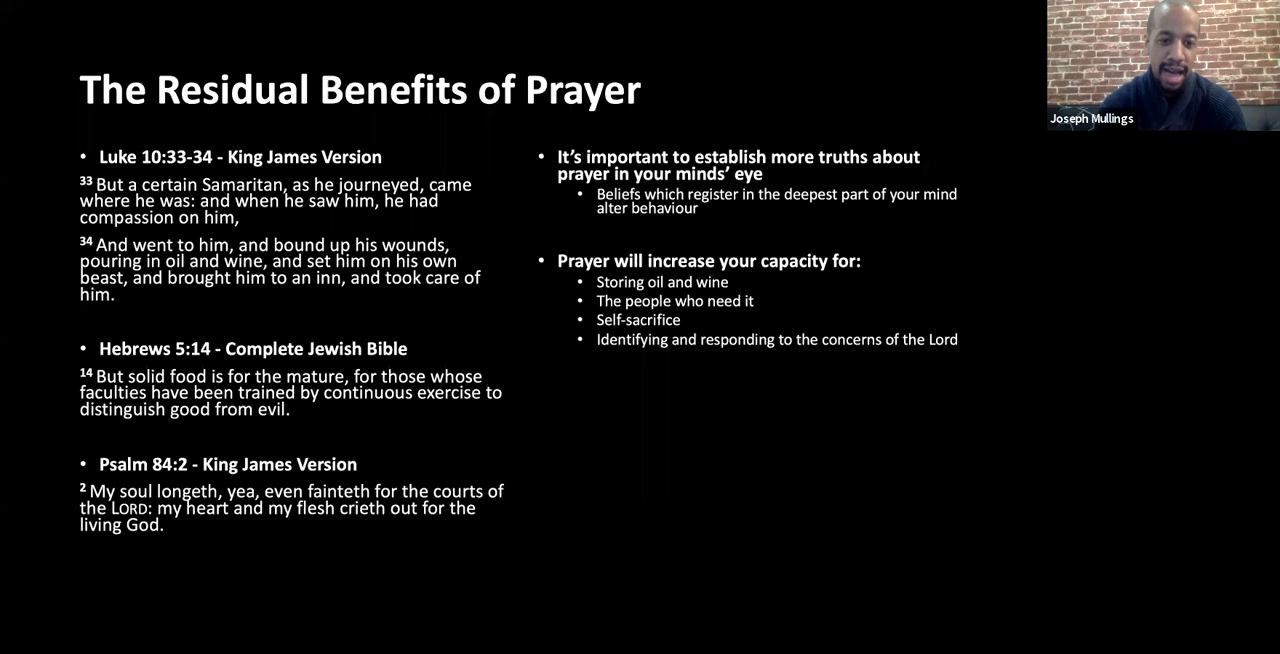 The Residual Benefits of Prayer
• Luke 10:33-34 - King James Version
33 But a certain Samaritan, as he journeyed, came
where he was: and when he saw him, he had
compassion on him,
34 And went to him, and bound up his wounds,
pouring in oil and wine, and set him on his own
beast, and brought him to an inn, and took care of
him.
• Hebrews 5:14 - Complete Jewish Bible
14 But solid food is for the mature, for those whose
faculties have been trained by continuous exercise to
distinguish good from evil.
• Psalm 84:2 - King James Version
2 My soul longeth, yea, even fainteth for the courts of
the LORD: my heart and my flesh crieth out for the
living God.
• It’s important to establish more truths about
prayer in your minds’ eye
• Beliefs which register in the deepest part of your mind
alter behaviour
• Prayer will increase your capacity for:
• Storing oil and wine
• The people who need it
• Self-sacrifice
• Identifying and responding to the concerns of the Lord
Joseph Mullings